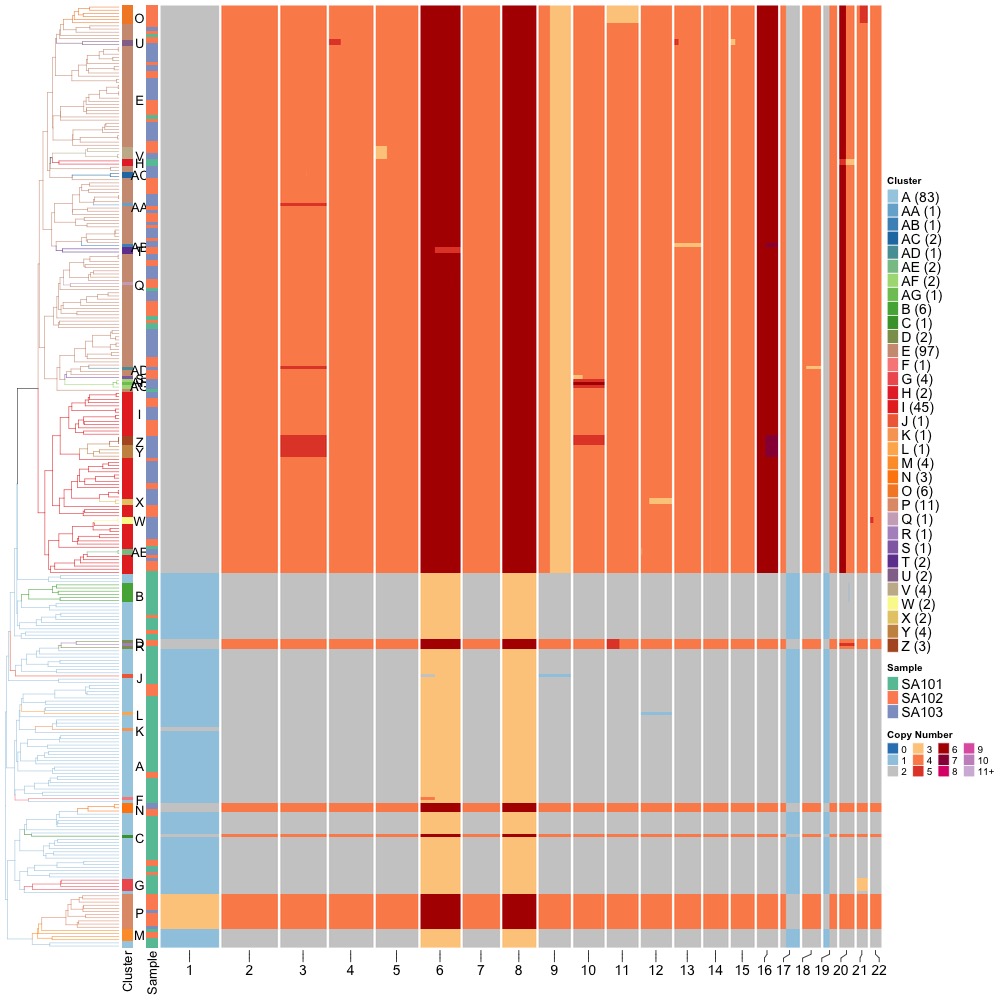 O
U
E
V
H
AC
AA
AB
Q
AD
AG
I
Z
Y
X
W
AE
B
D
R
J
L
K
A
F
N
C
G
P
M
Cluster
Sample
1 2 3 4 5 6 7 8 9 10 11 12 13 14 15 16 17 18 19 20 21 22
Cluster
A (83)
AA (1)
AB (1)
AC (2)
AD (1)
AE (2)
AF (2)
AG (1)
B (6)
C (1)
D (2)
E (97)
F (1)
G (4)
H (2)
I (45)
J (1)
K (1)
L (1)
M (4)
N (3)
O (6)
P (11)
Q (1)
R (1)
S (1)
T (2)
U (2)
V (4)
W (2)
X (2)
Y (4)
Z (3)
Sample
SA101
SA102
SA103
Copy Number
0 3 6 9
1 4 7 10
2 5 8 11+